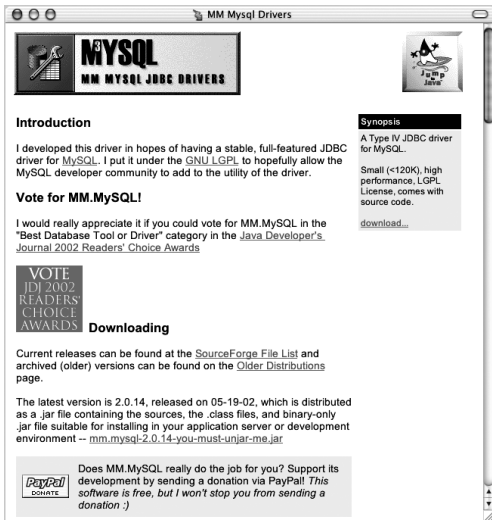 MM Mysql Drivers
M3YSQL
MM MYSQL JDBC DRIVERS
Jump
to
Java
Introduction
I developed this driver in hopes of having a stable, full-featured JDBC
driver for MySQL. I put it under the GNU LGPL to hopefully allow the
MySQL developer community to add to the utility of the driver.
Vote for MM.MySQL!
I would really appreciate it if you could vote for MM.MySQL in the
"Best Database Tool or Driver" category in the Java Developer's
Journal 2002 Readers' Choice Awards
VOTE
JDJ 2002
READERS'
CHOICE
AWARDS
Downloading
Current releases can be found at the SourceForge File List and
archived (older) versions can be found on the Older Distributions
page.
The latest version is 2.0.14, released on 05-19-02, which is distributed
as a .jar file containing the sources, the .class files, and binary-only
.jar file suitable for installing in your application server or development
environment -- mm.mysql-2.0.14-you-must-unjar-me.jar
PayPal
DONATE
Does MM.MySQL really do the job for you? Support its
development by sending a donation via PayPal! This
software is free, but I won't stop you from sending a
donation :)
Synopsis
A Type IV JDBC driver
for MySQL.
Small (<120K), high
performance, LGPL
License, comes with
source code.
download...